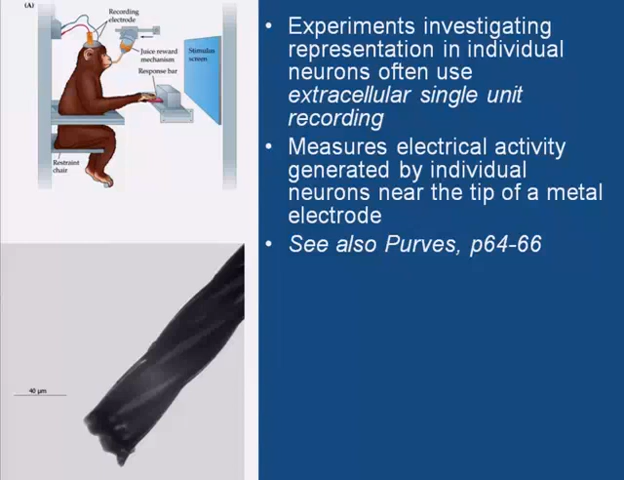 (A)
Recording
electrode
Juice reward
mechanism
Response bar
Stimulus
screen
Restraint
chair
40 µm
• Experiments investigating
representation in individual
neurons often use
extracellular single unit
recording
• Measures electrical activity
generated by individual
neurons near the tip of a metal
electrode
• See also Purves, p64-66